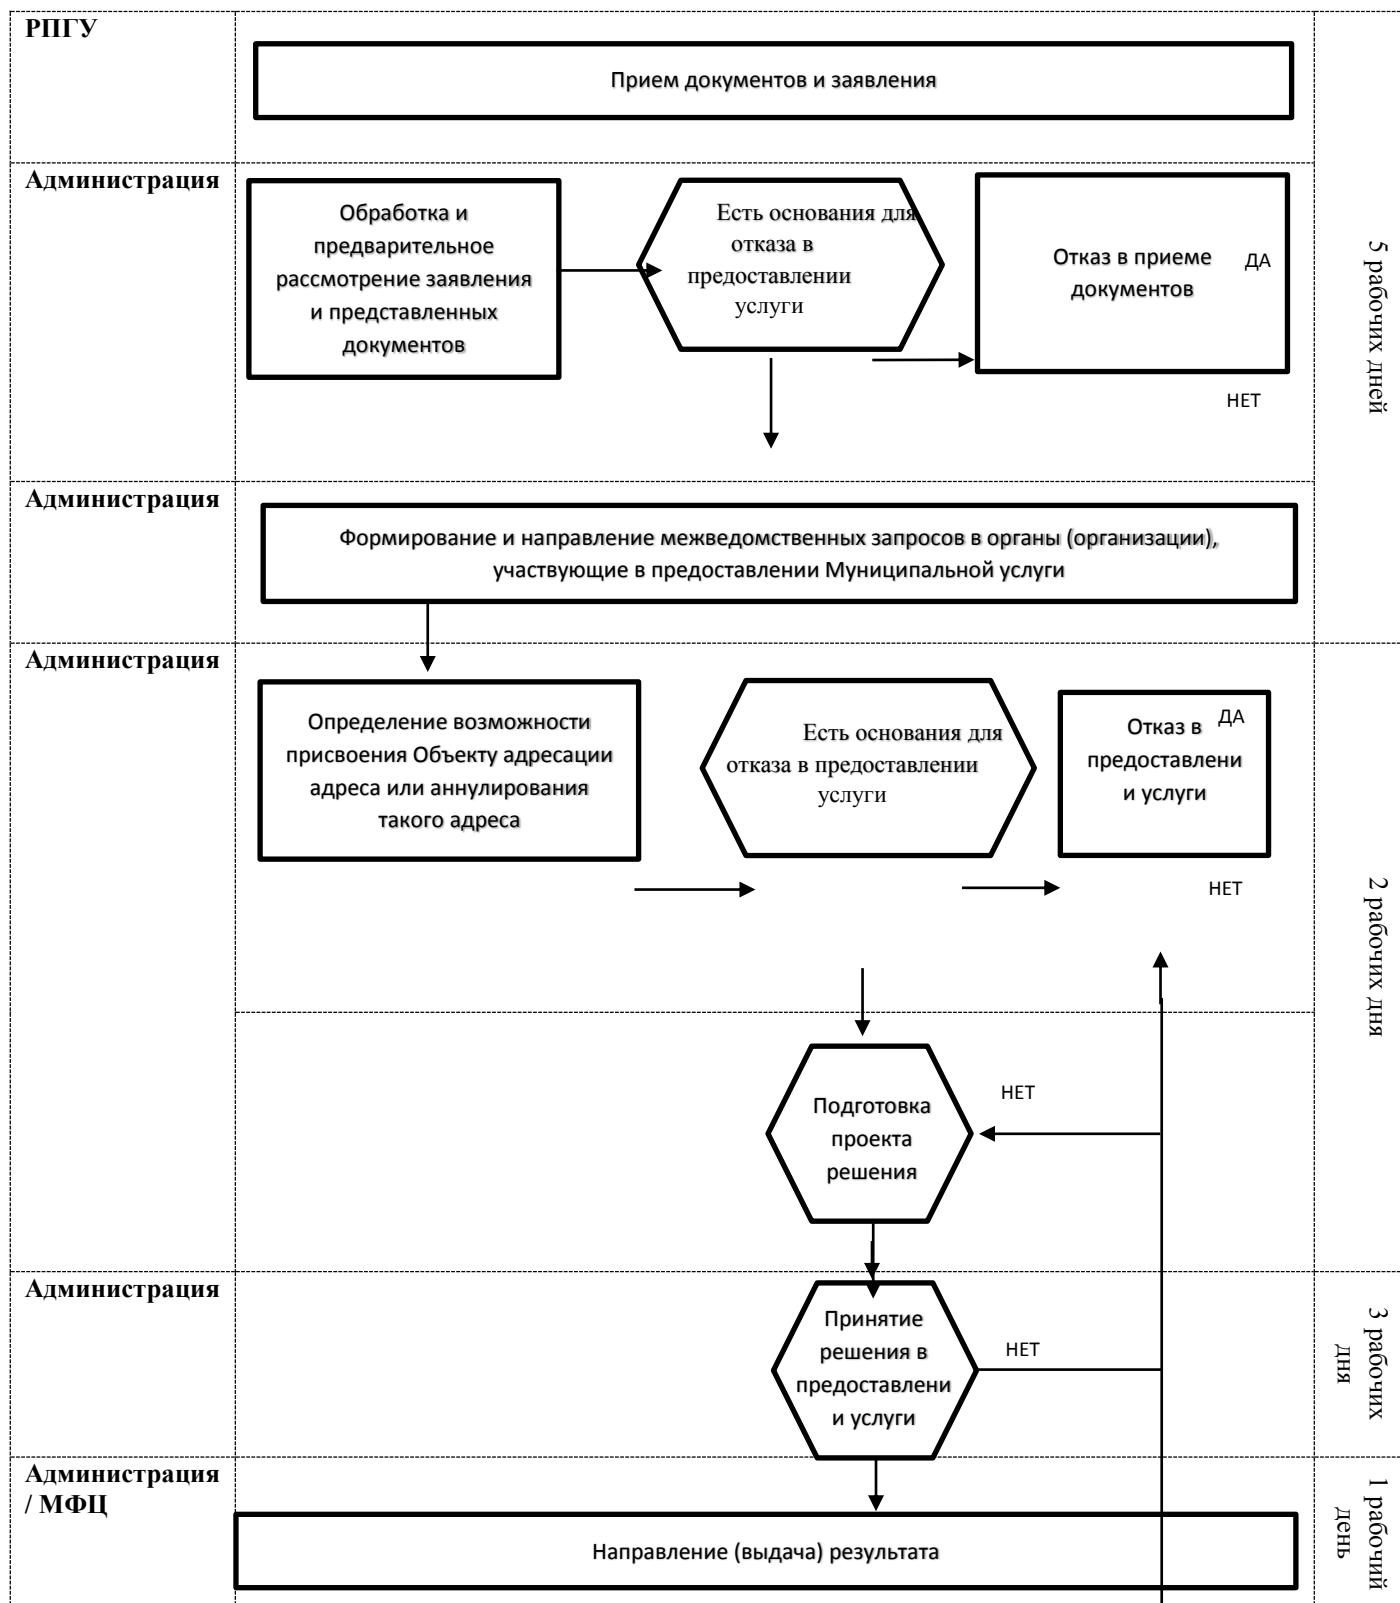 РПГУ
Прием документов и заявления
Администрация
Обработка и
предварительное
рассмотрение заявления
и представленных
документов
Есть основания для
отказа в
предоставлении
услуги
Отказ в приеме
документов
ДА
НЕТ
5 рабочих дней
Администрация
Формирование и направление межведомственных запросов в органы (организации),
участвующие в предоставлении Муниципальной услуги
Администрация
Определение возможности
присвоения Объекту адресации
адреса или аннулирования
такого адреса
Есть основания для
отказа в предоставлении
услуги
Отказ в
предоставлени
и услуги
ДА
НЕТ
2 рабочих дня
Подготовка
проекта
решения
НЕТ
Администрация
Принятие
решения в
предоставлени
и услуги
НЕТ
3 рабочих
дня
Администрация
/ МФЦ
Направление (выдача) результата
1 рабочий
день